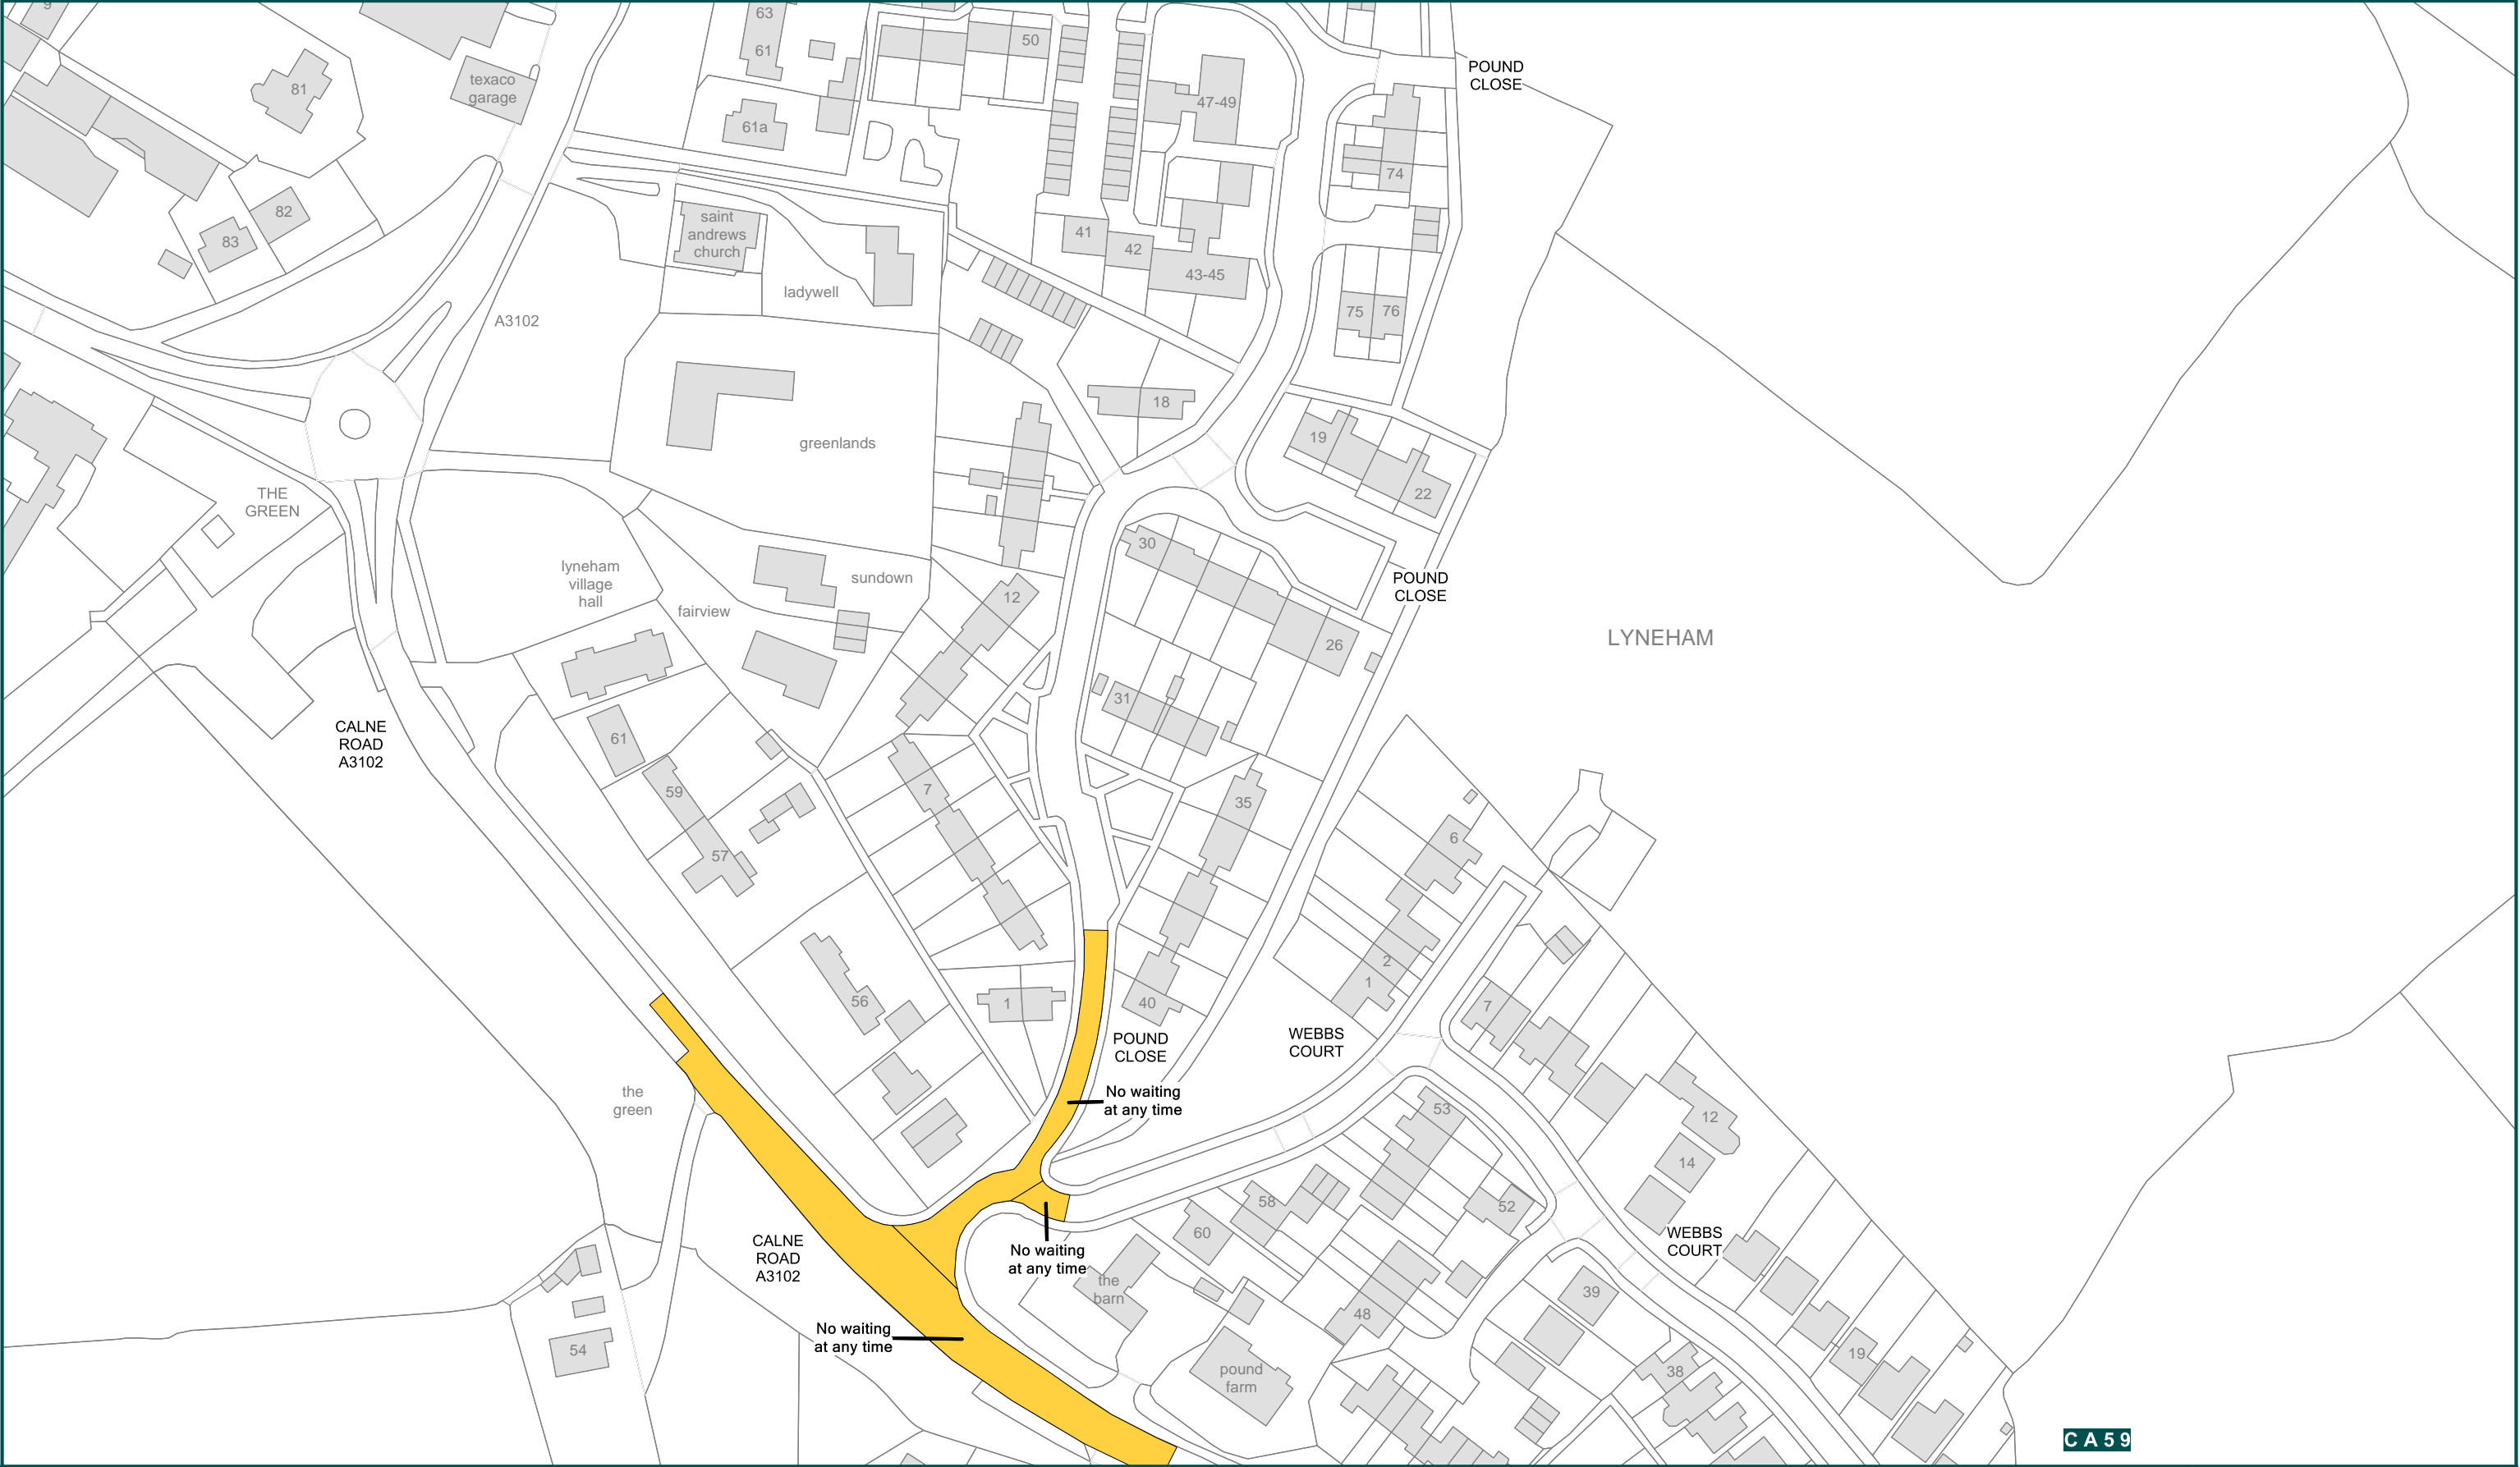 9
63
61
50
POUND
CLOSE
texaco
garage
81
47-49
61a
74
82
83
saint
andrews
church
41
42
43-45
ladywell
A3102
75
76
18
greenlands
19
22
THE
GREEN
30
lyneham
village
hall
sundown
POUND
CLOSE
12
fairview
26
LYNEHAM
31
CALNE
ROAD
A3102
61
59
7
35
57
6
56
1
40
2
1
7
POUND
CLOSE
WEBBS
COURT
the
green
No waiting
at any time
53
12
14
58
52
60
WEBBS
COURT
CALNE
ROAD
A3102
No waiting
at any time
the
barn
39
48
No waiting
at any time
54
19
38
pound
farm
CA59